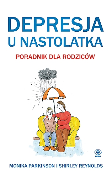 DEPRESJA
U NASTOLATKA
PORADNIK DLA RODZICÓW
MONIKA PARKINSON I SHIRLEY REYNOLDS